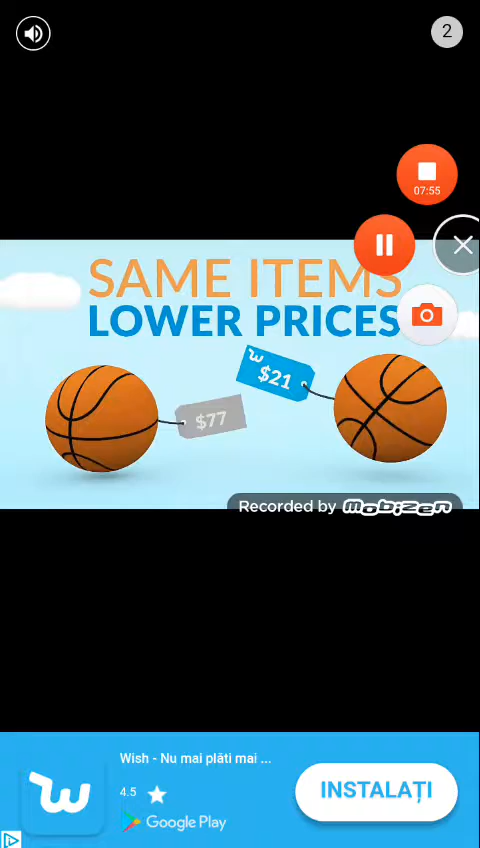 2
07:55
SAME ITEMS
LOWER PRICES
W
$21
$77
Recorded by MOBIZEN
Wish - Nu mai plăti mai ...
4.5
Google Play
INSTALAȚI